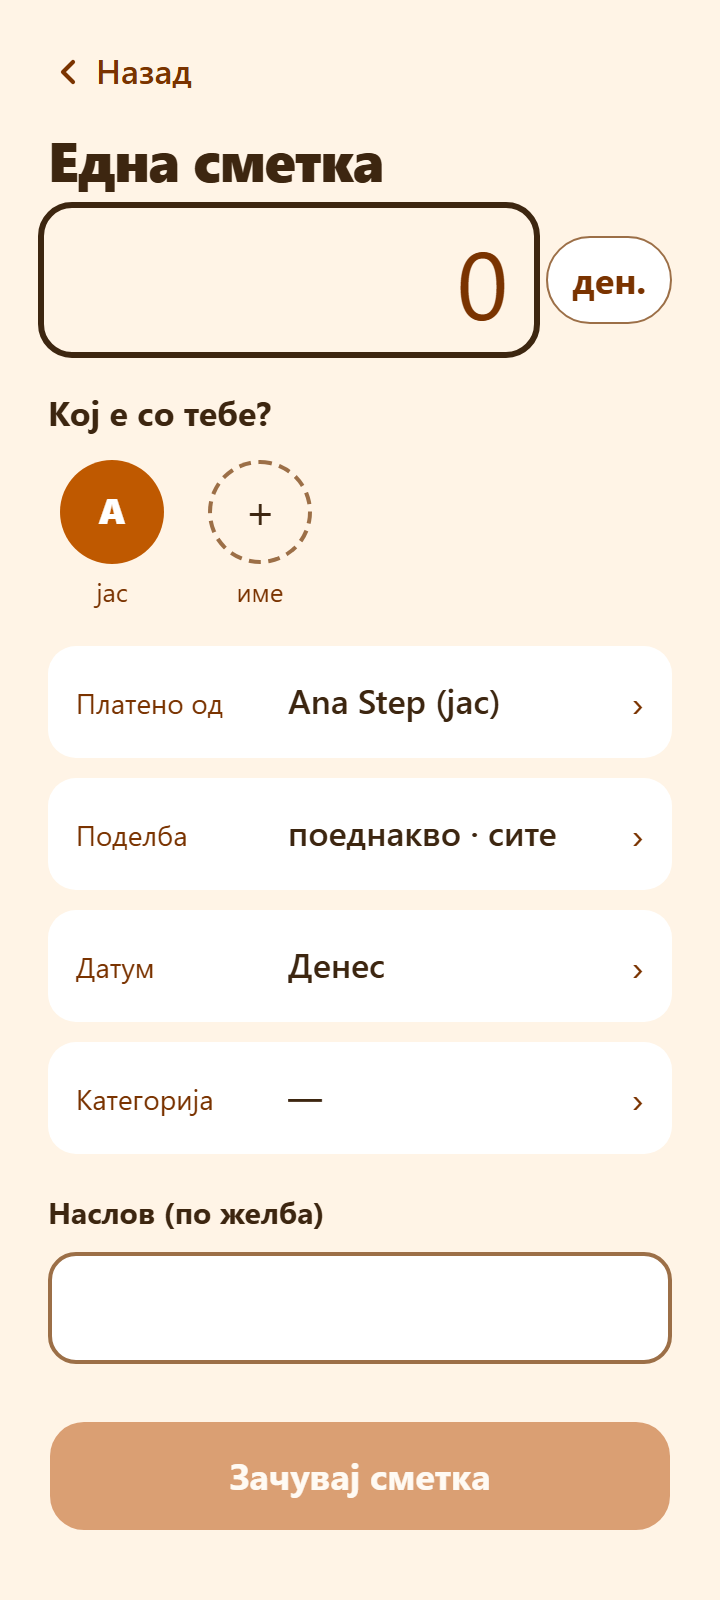 Назад
Една сметка
0 ден.
Кој е со тебе?
A +
јас име
Платено од Ana Step (јас) ›
Поделба поеднакво · сите ›
Датум Денес ›
Категорија — ›
Наслов (по желба)
Зачувај сметка